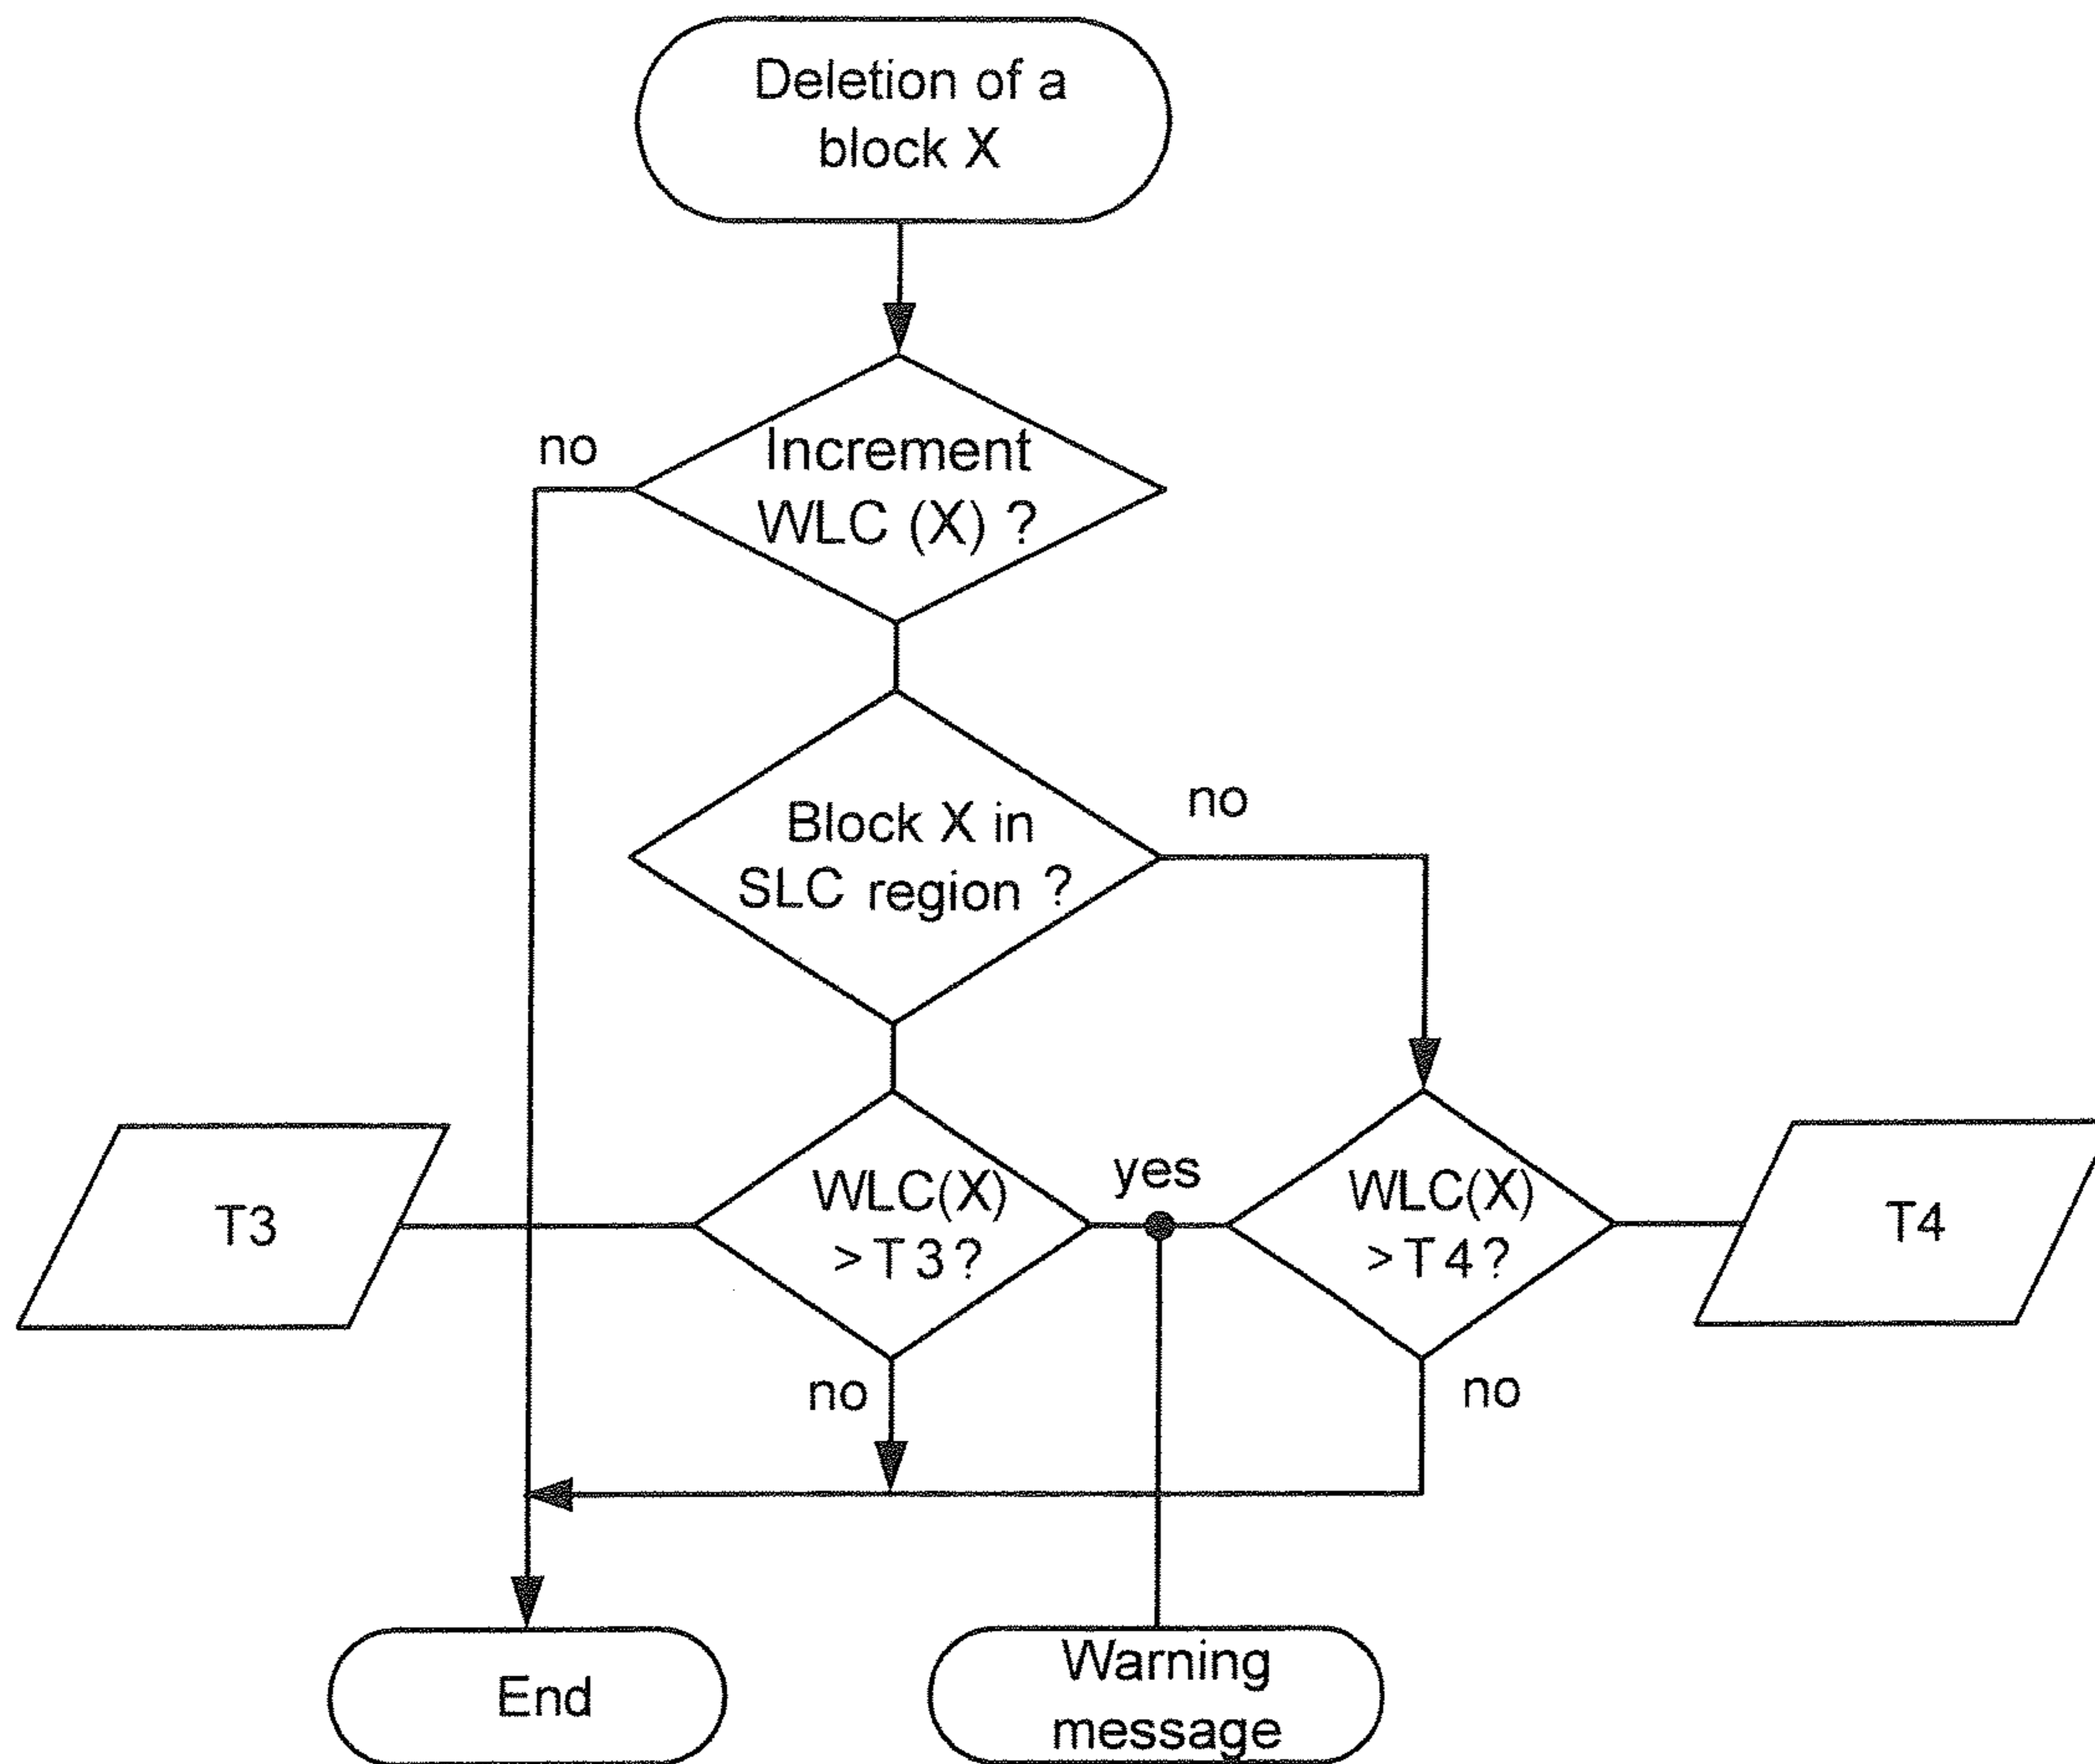 Deletion of a
block X
no
Increment
WLC (X) ?
Block X in
SLC region ?
no
T3
WLC(X)
>T3?
yes
WLC(X)
>T4?
T4
no
no
End
Warning
message